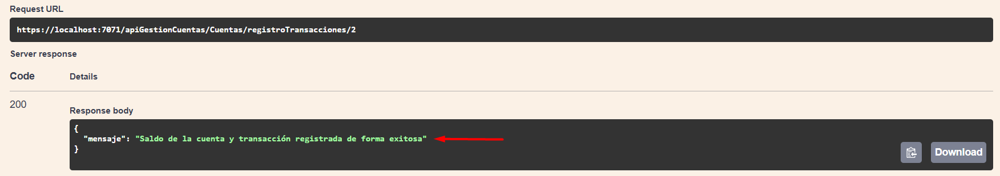 Request URL
https://localhost:7071/apiGestionCuentas/Cuentas/registroTransacciones/2
Server response
Code Details
200
Response body
{
"mensaje": "Saldo de la cuenta y transacción registrada de forma exitosa"
}
Download